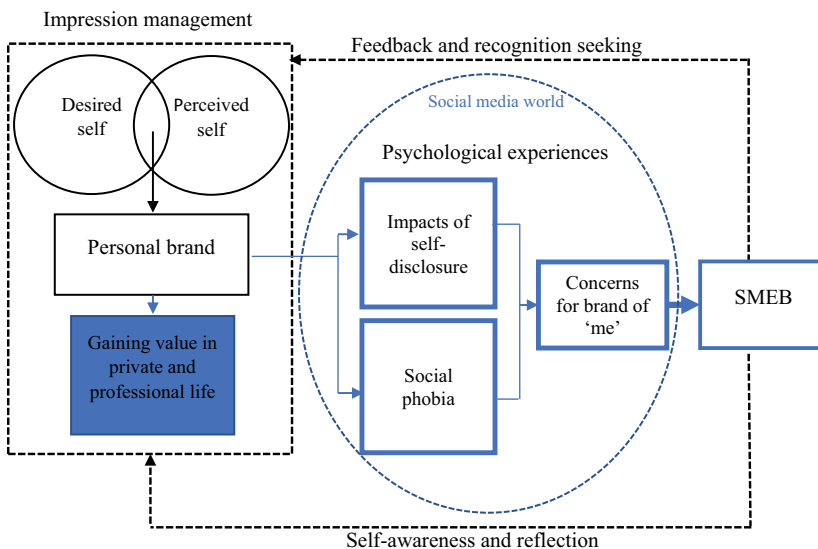 Impression management
Feedback and recognition seeking
Desired
self
Perceived
self
Social media world
Psychological experiences
Personal brand
Impacts of
self-
disclosure
Concerns
for brand of
‘me’
SMEB
Gaining value in
private and
professional life
Social
phobia
Self-awareness and reflection